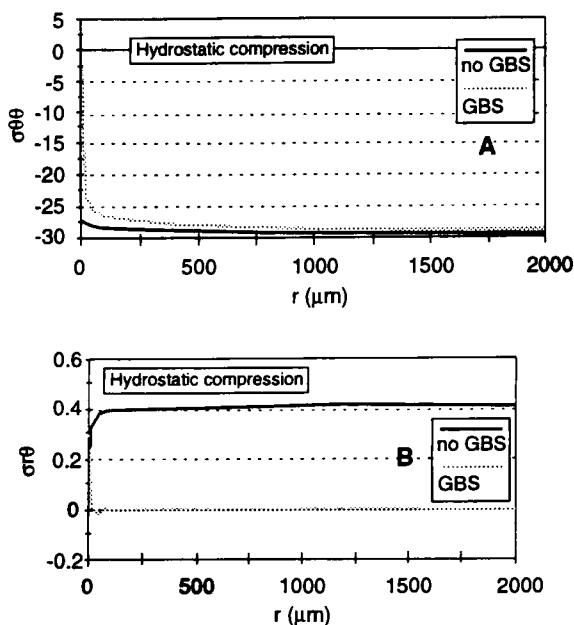 5
0
-5
-10
-15
-20
-25
-30
σθθ
Hydrostatic compression
no GBS
GBS
A
0 500 1000 1500 2000
r (μm)
0.6
0.4
0.2
0
-0.2
σrθ
Hydrostatic compression
B
no GBS
GBS
0 500 1000 1500 2000
r (μm)